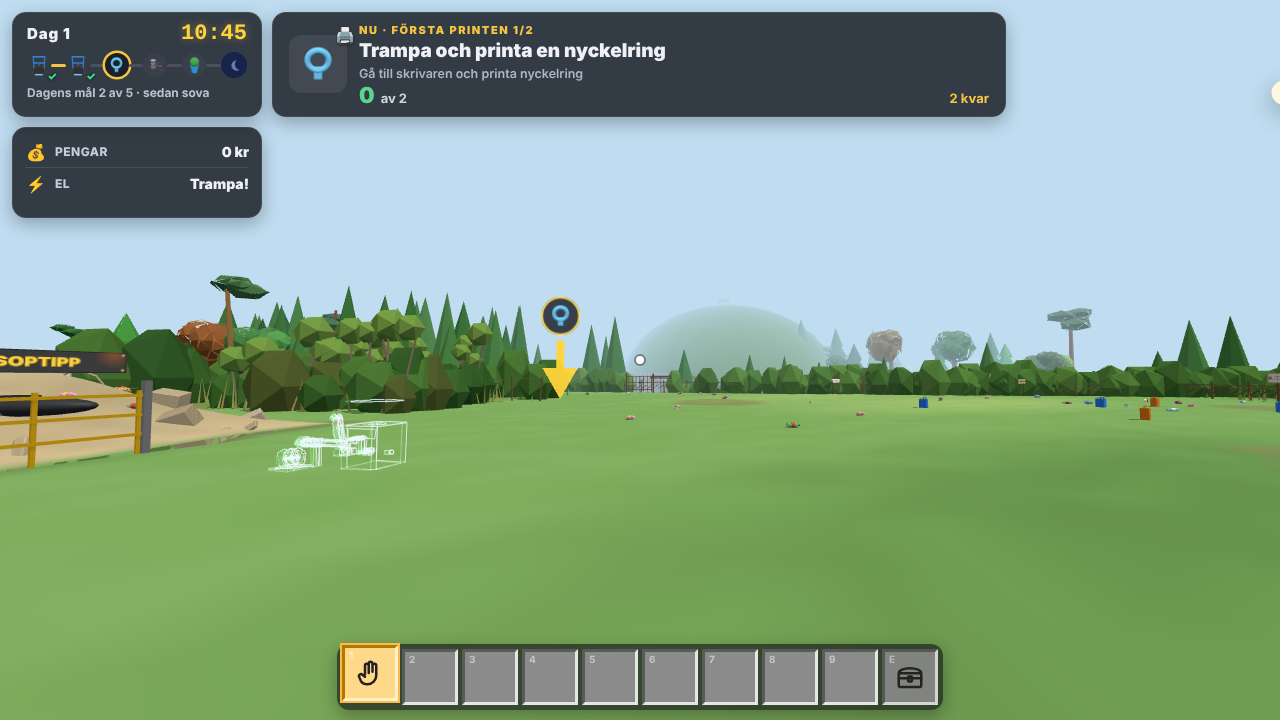 Dag 1
10:45
Dagens mål 2 av 5 · sedan sova
NU · FÖRSTA PRINTEN 1/2
Trampa och printa en nyckelring
Gå till skrivaren och printa nyckelring
0 av 2
2 kvar
PENGAR
0 kr
EL
Trampa!
SOPTIPP
1
2
3
4
5
6
7
8
9
E